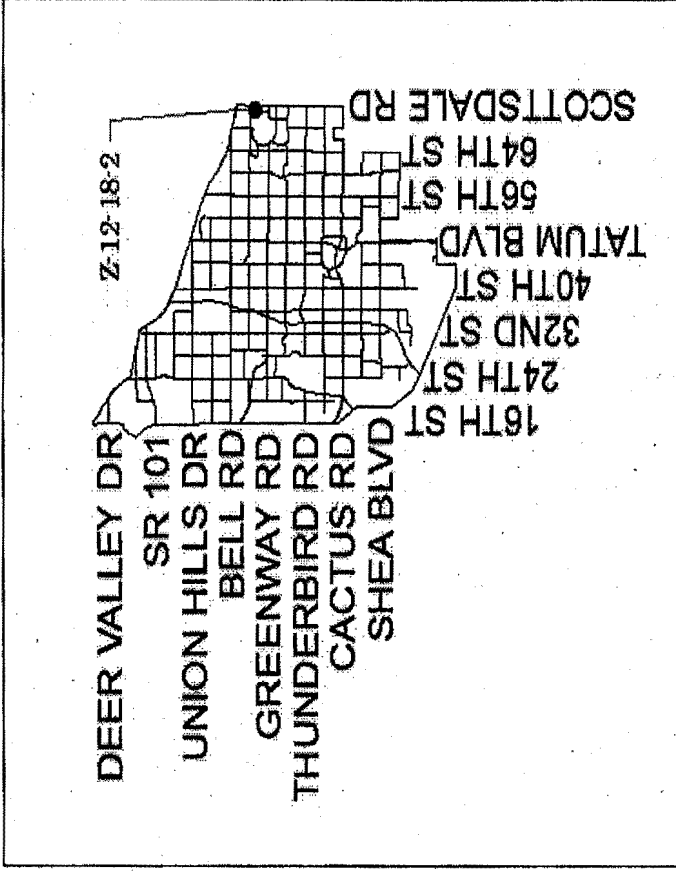 Z-12-18-2
DEER VALLEY DR
SR 101
UNION HILLS DR
BELL RD
GREENWAY RD
THUNDERBIRD RD
CACTUS RD
SHEA BLVD
16TH ST
24TH ST
32ND ST
40TH ST
TATUM BLVD
56TH ST
64TH ST
SCOTTSDALE RD